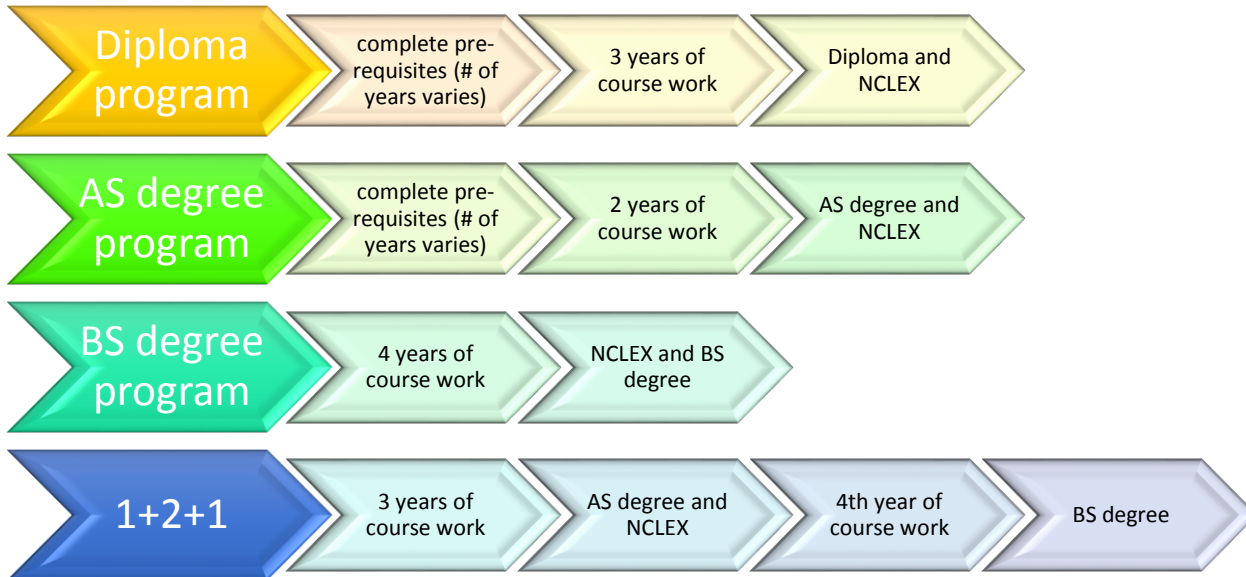 Diploma
program
complete pre-
requisites (# of
years varies)
3 years of
course work
Diploma and
NCLEX
AS degree
program
complete pre-
requisites (# of
years varies)
2 years of
course work
AS degree and
NCLEX
BS degree
program
4 years of
course work
NCLEX and BS
degree
1+2+1
3 years of
course work
AS degree and
NCLEX
4th year of
course work
BS degree